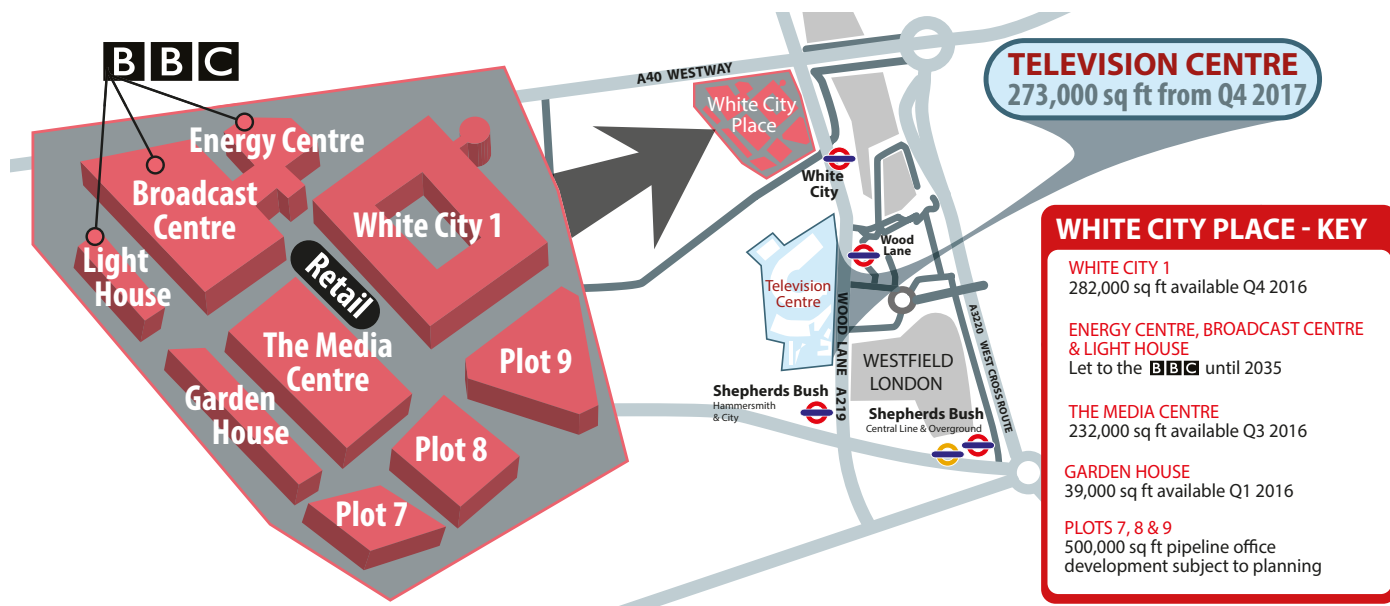 BBC
Energy Centre
Broadcast
Centre
Light
House
White City 1
Retail
The Media
Centre
Garden
House
Plot 9
Plot 8
Plot 7
A40 WESTWAY
White City
Place
White
City
Wood
Lane
Television
Centre
WOOD LANE A219
WESTFIELD
LONDON
A3220 WEST CROSS ROUTE
Shepherds Bush
Hammersmith
& City
Shepherds Bush
Central Line & Overground
TELEVISION CENTRE
273,000 sq ft from Q4 2017
WHITE CITY PLACE - KEY
WHITE CITY 1
282,000 sq ft available Q4 2016
ENERGY CENTRE, BROADCAST CENTRE
& LIGHT HOUSE
Let to the BBC until 2035
THE MEDIA CENTRE
232,000 sq ft available Q3 2016
GARDEN HOUSE
39,000 sq ft available Q1 2016
PLOTS 7, 8 & 9
500,000 sq ft pipeline office
development subject to planning